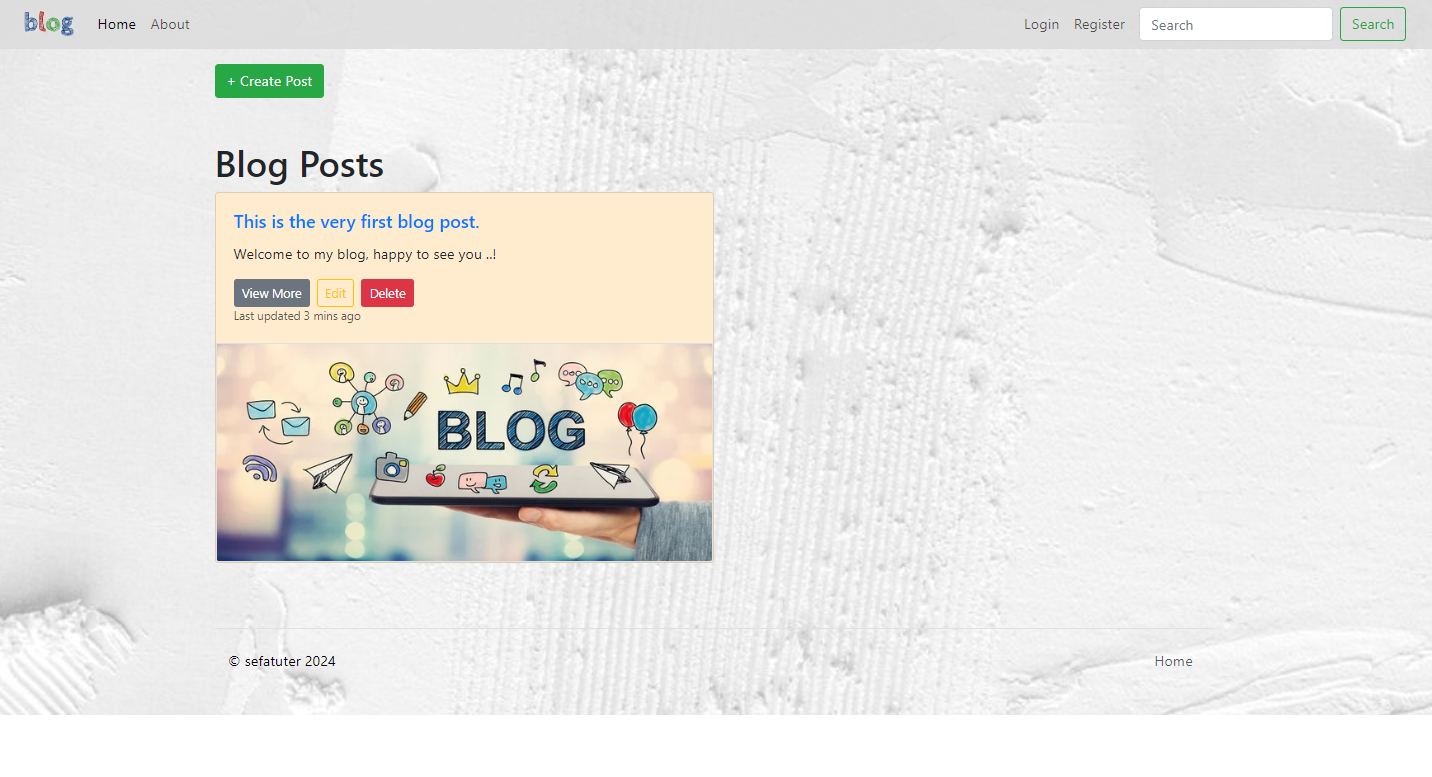 blog Home About Login Register Search Search
+ Create Post
Blog Posts
This is the very first blog post.
Welcome to my blog, happy to see you ..!
View More Edit Delete
Last updated 3 mins ago
BLOG
© sefatuter 2024 Home